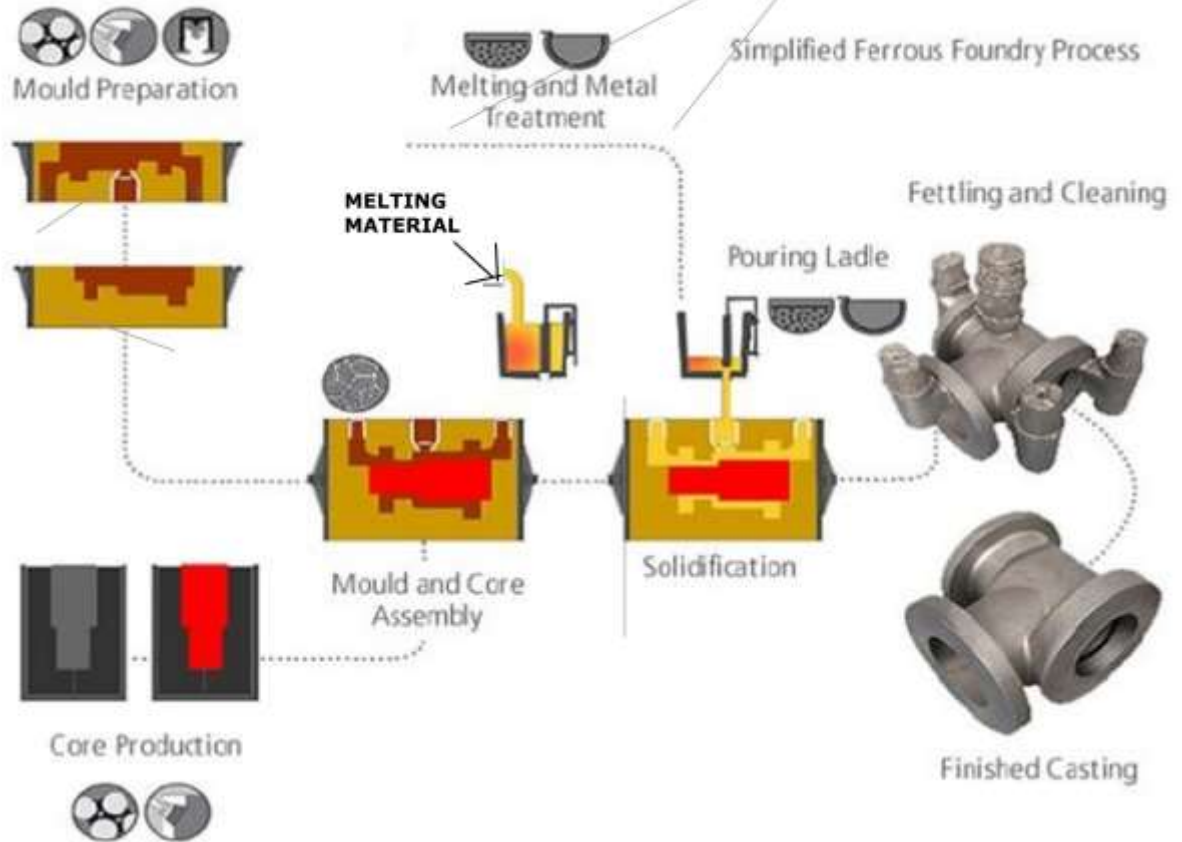 Simplified Ferrous Foundry Process
Mould Preparation
Melting and Metal
Treatment
MELTING
MATERIAL
Fettling and Cleaning
Pouring Ladle
Mould and Core
Assembly
Solidification
Core Production
Finished Casting